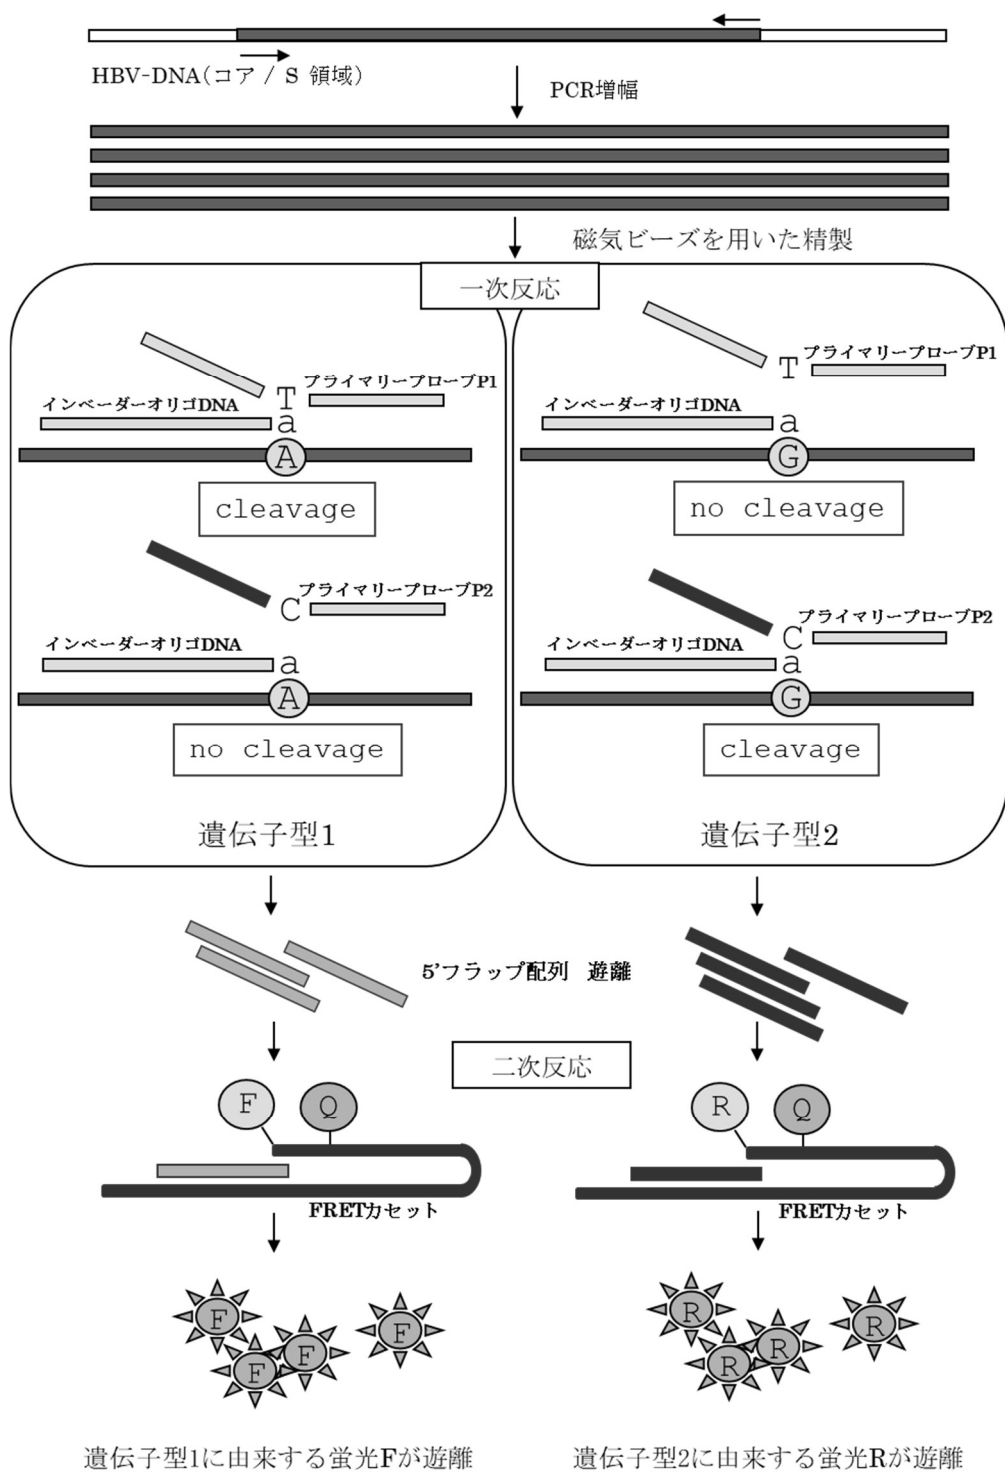 HBV-DNA(コア / S 領域)
PCR増幅
磁気ビーズを用いた精製
一次反応
T
プライマリープローブP1
インベーダーオリゴDNA
a
A
cleavage
C
プライマリープローブP2
インベーダーオリゴDNA
a
A
no cleavage
遺伝子型1
T
プライマリープローブP1
インベーダーオリゴDNA
a
G
no cleavage
C
プライマリープローブP2
インベーダーオリゴDNA
a
G
cleavage
遺伝子型2
5'フラップ配列 遊離
二次反応
F Q
FRETカセット
R Q
FRETカセット
F
F
F
F
R
R
R
R
遺伝子型1に由来する蛍光Fが遊離
遺伝子型2に由来する蛍光Rが遊離